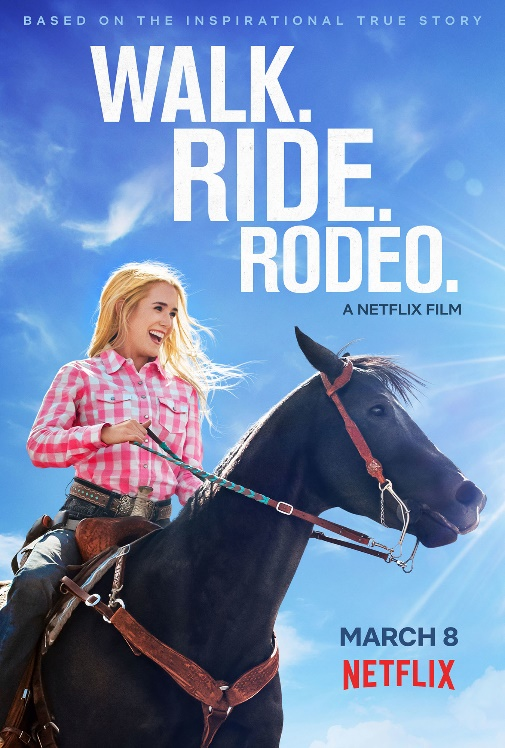 BASED ON THE INSPIRATIONAL TRUE STORY
WALK.
RIDE.
RODEO.
A NETFLIX FILM
MARCH 8
NETFLIX